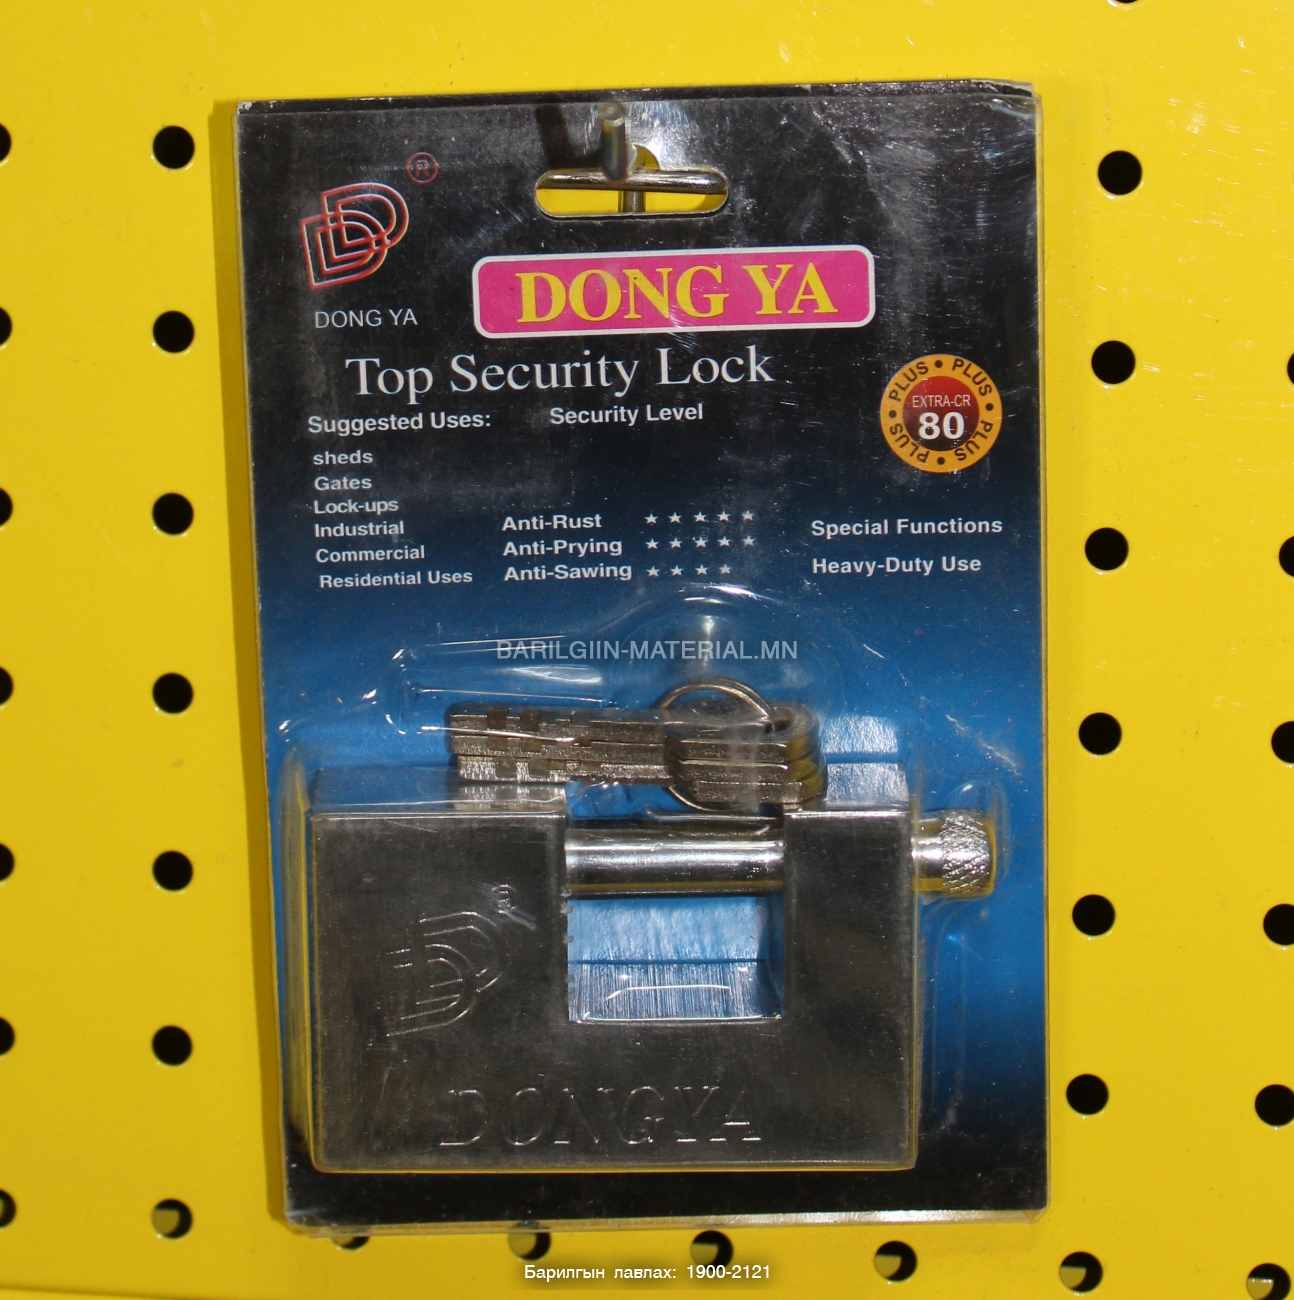 ®
DONG YA
DONG YA
Top Security Lock
Suggested Uses:
sheds
Gates
Lock-ups
Industrial
Commercial
Residential Uses
Security Level
Anti-Rust ★★★★★
Anti-Prying ★★★★★
Anti-Sawing ★★★★
PLUS • PLUS • PLUS • PLUS • PLUS •
EXTRA-CR
80
Special Functions
Heavy-Duty Use
BARILGIIN-MATERIAL.MN
®
DONGYA
Барилгын лавлах: 1900-2121